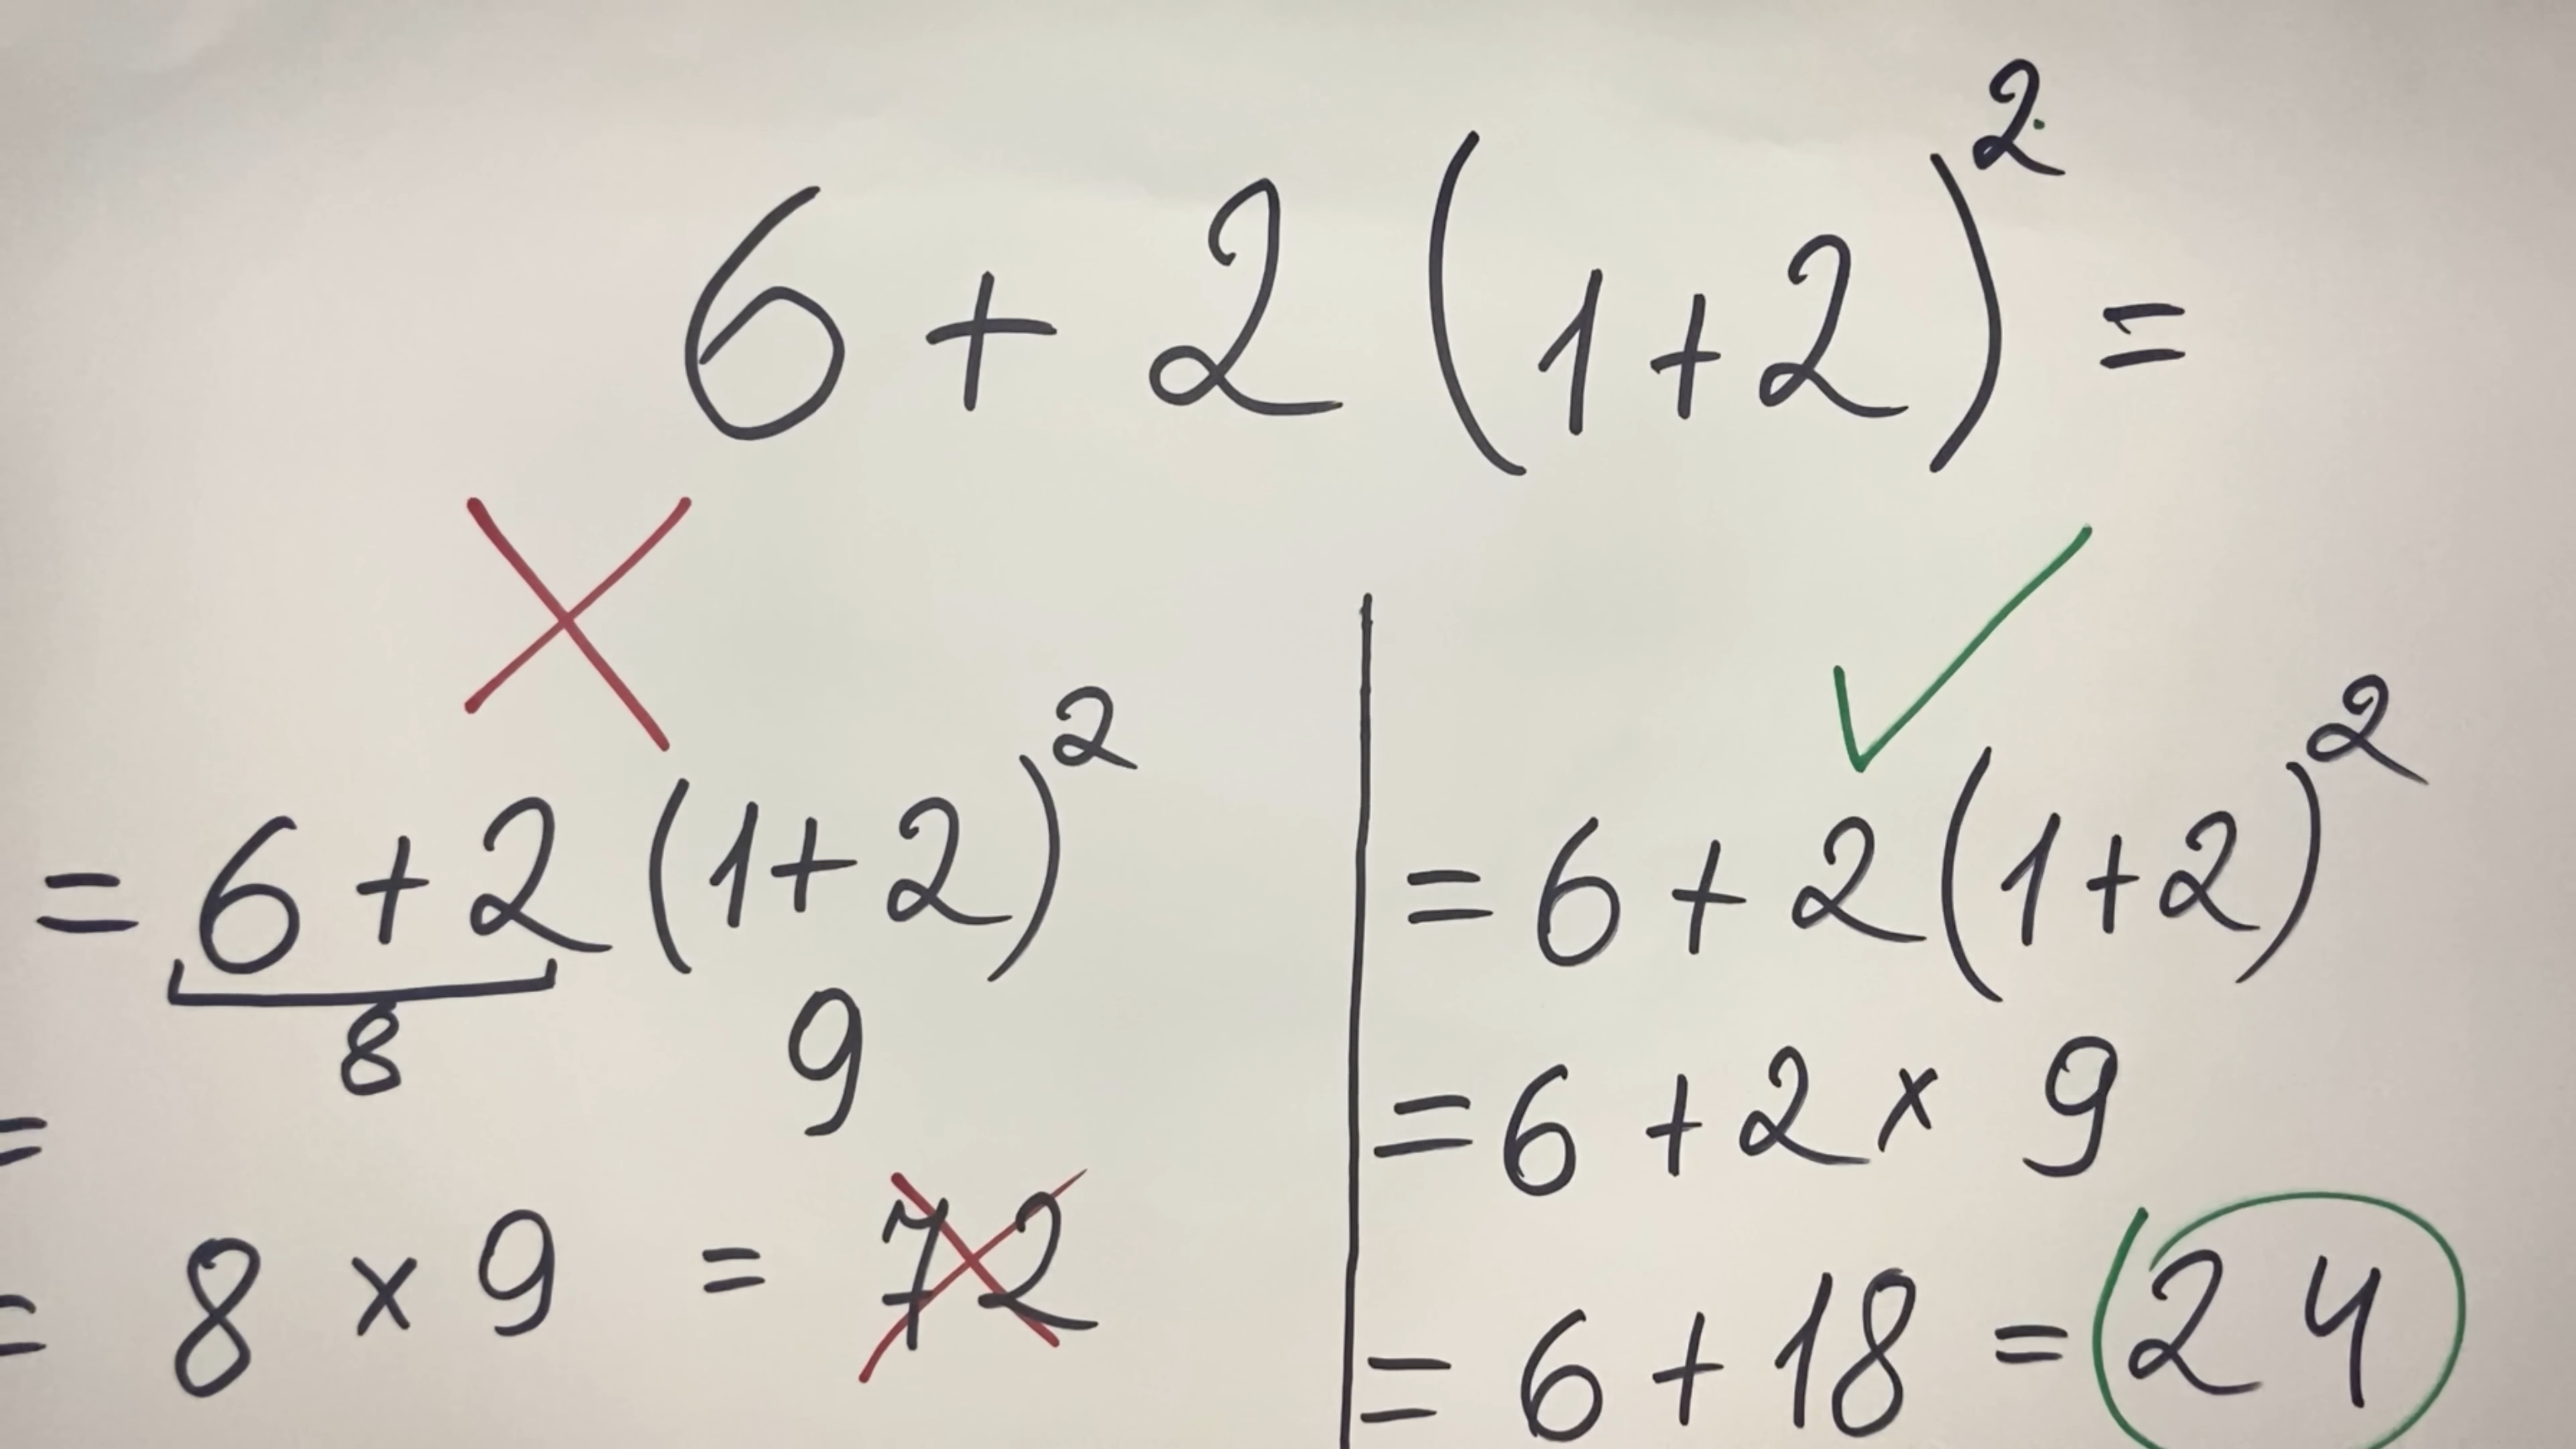 6 + 2 (1+2)² =
= 6 + 2 (1+2)²
8 9
=
= 8 × 9 = 72
= 6 + 2 (1+2)²
= 6 + 2 × 9
= 6 + 18 = 24